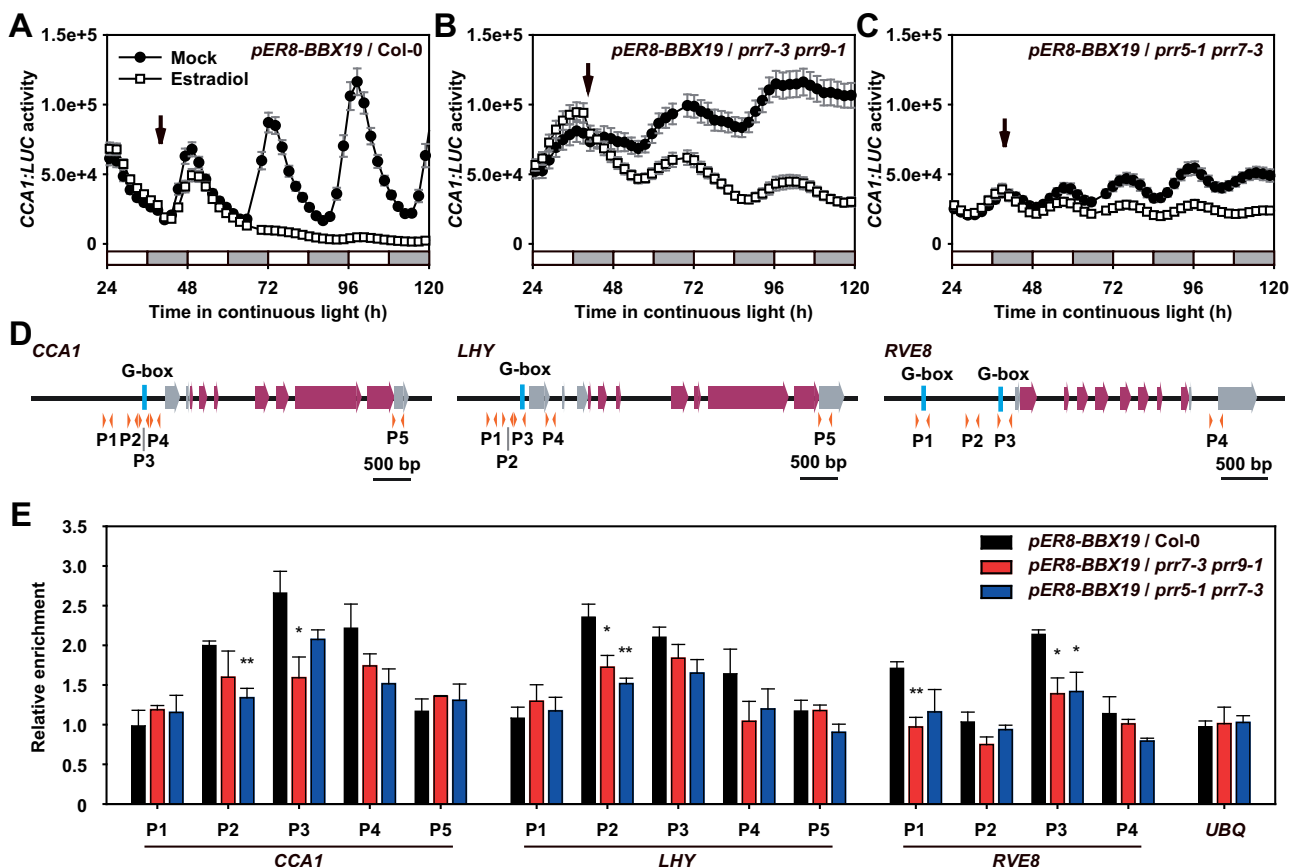 A
1.5e+5
1.0e+5
5.0e+4
0
CCA1:LUC activity
pER8-BBX19 / Col-0
Mock
Estradiol
24 48 72 96 120
Time in continuous light (h)
B
1.5e+5
1.0e+5
5.0e+4
0
CCA1:LUC activity
pER8-BBX19 / prr7-3 prr9-1
24 48 72 96 120
Time in continuous light (h)
C
1.5e+5
1.0e+5
5.0e+4
0
CCA1:LUC activity
pER8-BBX19 / prr5-1 prr7-3
24 48 72 96 120
Time in continuous light (h)
D
CCA1
G-box
P1 P2 P4 P5
P3
500 bp
LHY
G-box
P1 P3 P4 P5
P2
500 bp
RVE8
G-box G-box
P1 P2 P3 P4
500 bp
E
Relative enrichment
3.5
3.0
2.5
2.0
1.5
1.0
0.5
0
pER8-BBX19 / Col-0
pER8-BBX19 / prr7-3 prr9-1
pER8-BBX19 / prr5-1 prr7-3
** * * ** ** * *
P1 P2 P3 P4 P5 P1 P2 P3 P4 P5 P1 P2 P3 P4 UBQ
CCA1 LHY RVE8